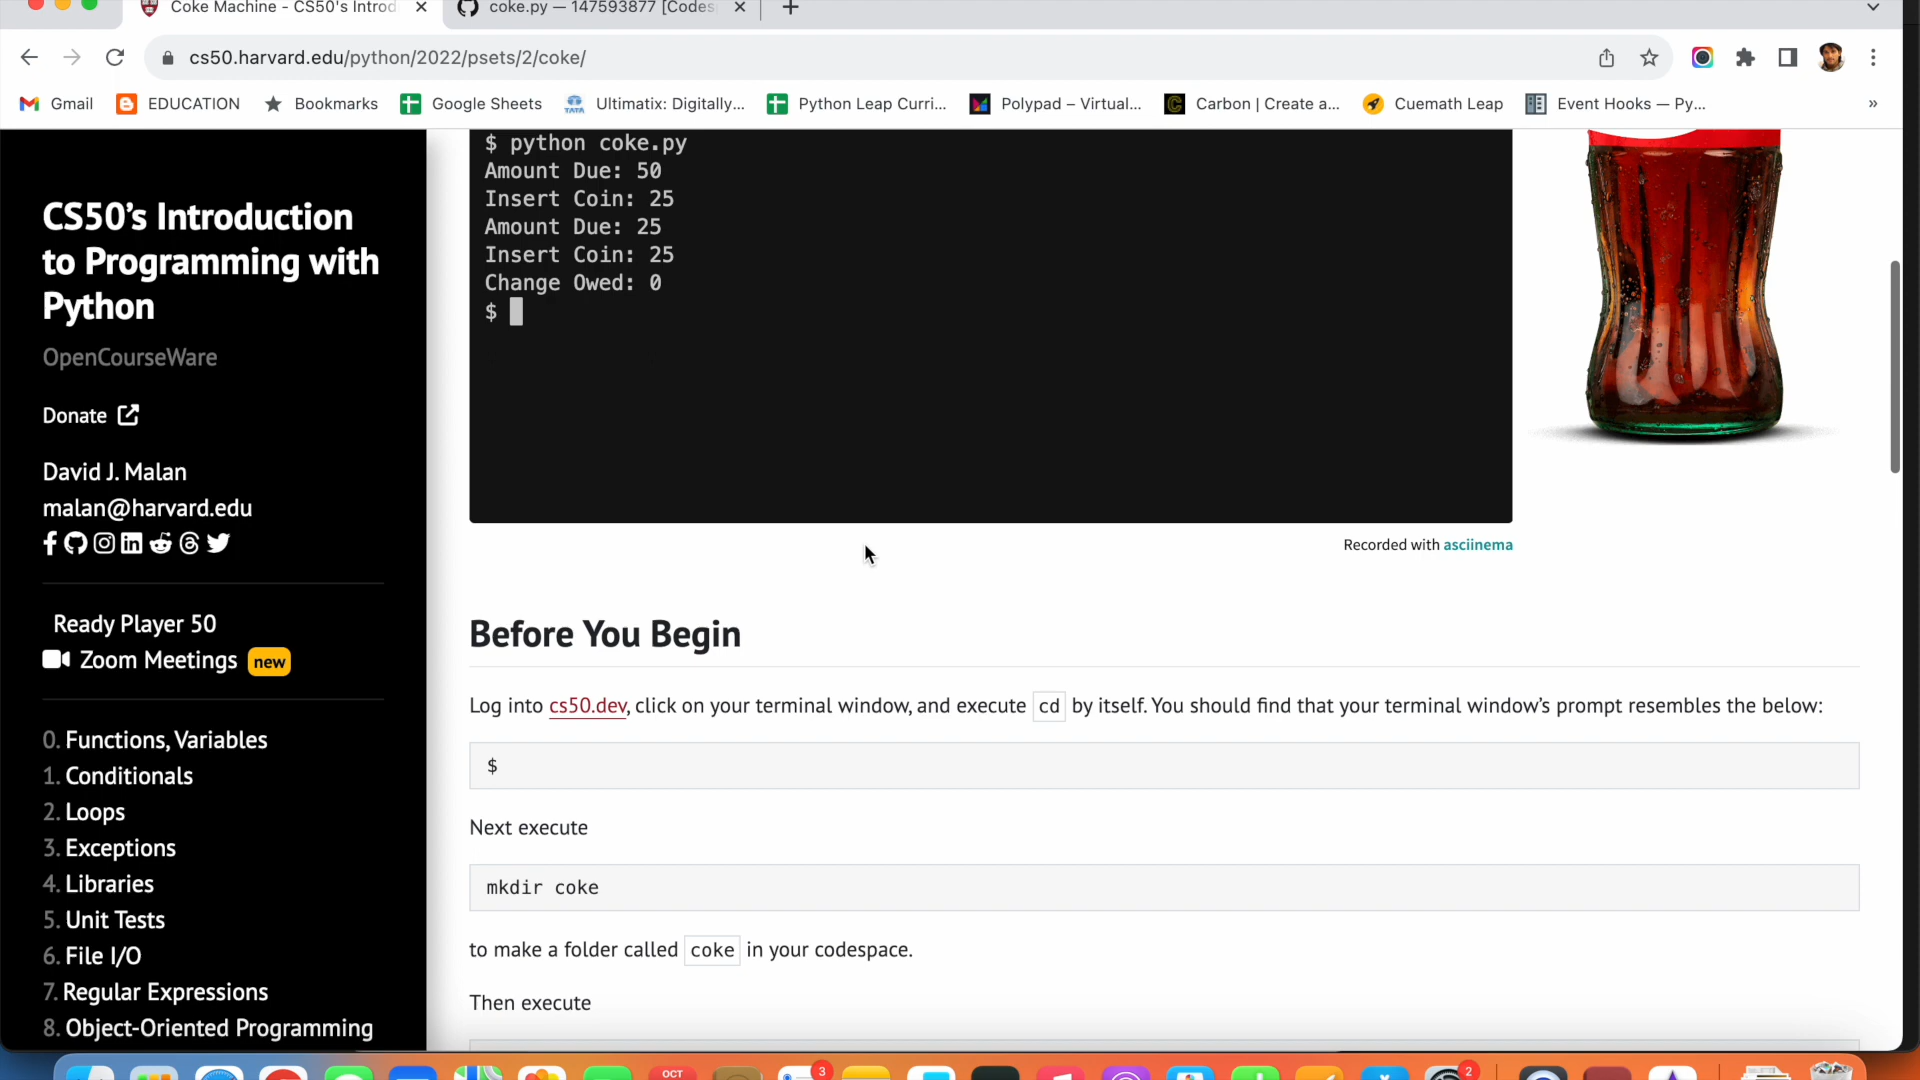 Coke Machine - CS50's Introd
coke.py — 147593877 [Codesp
cs50.harvard.edu/python/2022/psets/2/coke/
Gmail
EDUCATION
Bookmarks
Google Sheets
TATA
Ultimatix: Digitally...
Python Leap Curri...
Polypad – Virtual...
Carbon | Create a...
Cuemath Leap
Event Hooks — Py...
»
CS50's Introduction
to Programming with
Python
OpenCourseWare
Donate
David J. Malan
malan@harvard.edu
Ready Player 50
Zoom Meetings new
0. Functions, Variables
1. Conditionals
2. Loops
3. Exceptions
4. Libraries
5. Unit Tests
6. File I/O
7. Regular Expressions
8. Object-Oriented Programming
$ python coke.py
Amount Due: 50
Insert Coin: 25
Amount Due: 25
Insert Coin: 25
Change Owed: 0
$
Recorded with asciinema
Before You Begin
Log into cs50.dev, click on your terminal window, and execute cd by itself. You should find that your terminal window's prompt resembles the below:
$
Next execute
mkdir coke
to make a folder called coke in your codespace.
Then execute
OCT
3
2